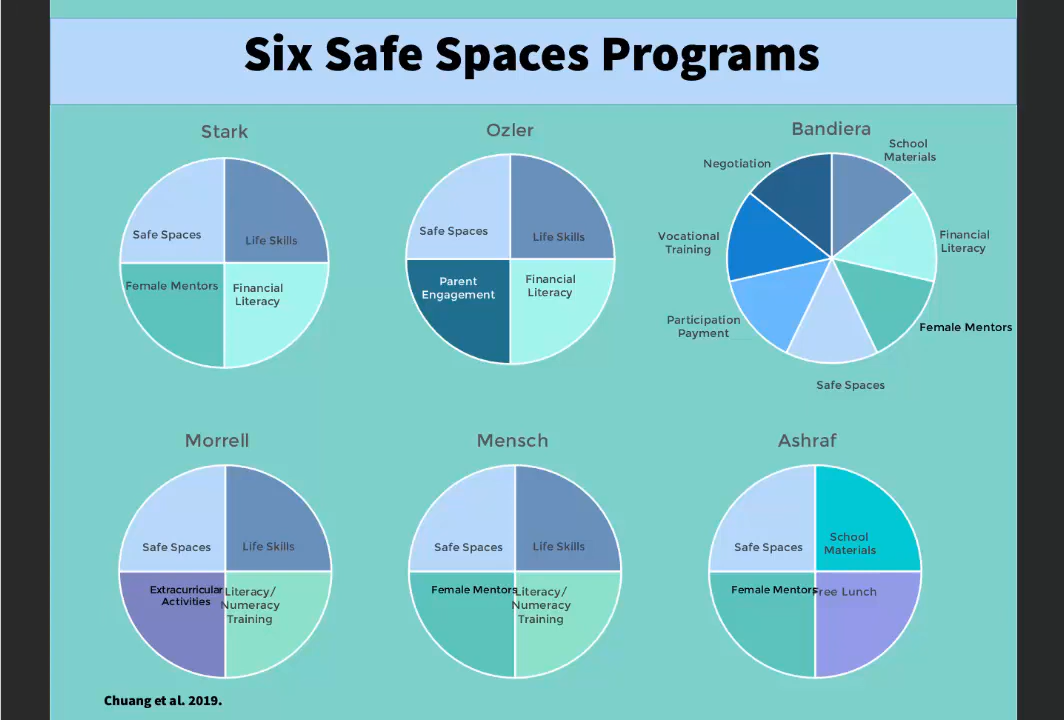 Six Safe Spaces Programs
Stark
Safe Spaces
Life Skills
Female Mentors
Financial
Literacy
Ozler
Safe Spaces
Life Skills
Parent
Engagement
Financial
Literacy
Bandiera
Negotiation
School
Materials
Vocational
Training
Financial
Literacy
Participation
Payment
Female Mentors
Safe Spaces
Morrell
Safe Spaces
Life Skills
Extracurricular
Activities
Literacy/
Numeracy
Training
Mensch
Safe Spaces
Life Skills
Female Mentors
Literacy/
Numeracy
Training
Ashraf
Safe Spaces
School
Materials
Female Mentors
Free Lunch
Chuang et al. 2019.